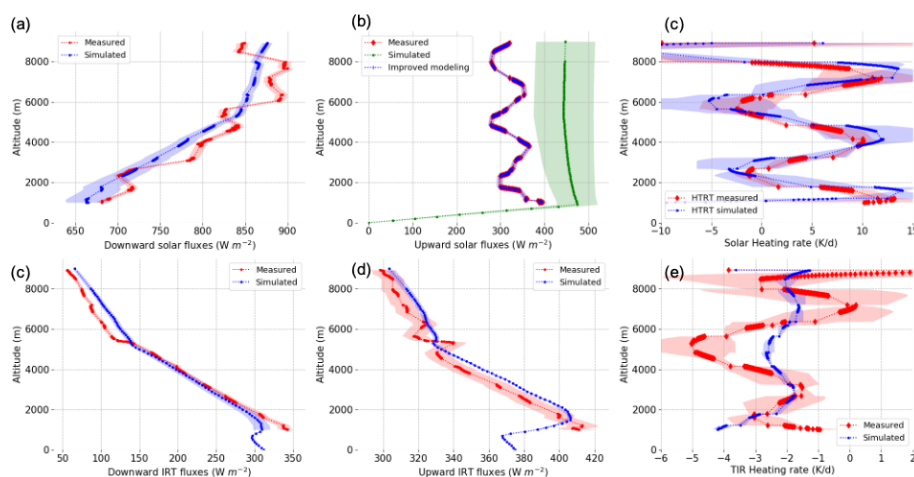 (a)
Measured
Simulated
Altitude (m)
8000
6000
4000
2000
0
650 700 750 800 850 900
Downward solar fluxes (W m⁻²)
(b)
Measured
Simulated
Improved modeling
Altitude (m)
8000
6000
4000
2000
0
0 100 200 300 400 500
Upward solar fluxes (W m⁻²)
(c)
HTRT measured
HTRT simulated
Altitude (m)
8000
6000
4000
2000
0
-10 -5 0 5 10 15
Solar Heating rate (K/d)
(c)
Measured
Simulated
Altitude (m)
8000
6000
4000
2000
0
50 100 150 200 250 300 350
Downward IRT fluxes (W m⁻²)
(d)
Measured
Simulated
Altitude (m)
8000
6000
4000
2000
0
300 320 340 360 380 400 420
Upward IRT fluxes (W m⁻²)
(e)
Measured
Simulated
Altitude (m)
8000
6000
4000
2000
0
−6 −5 −4 −3 −2 −1 0 1 2
TIR Heating rate (K/d)